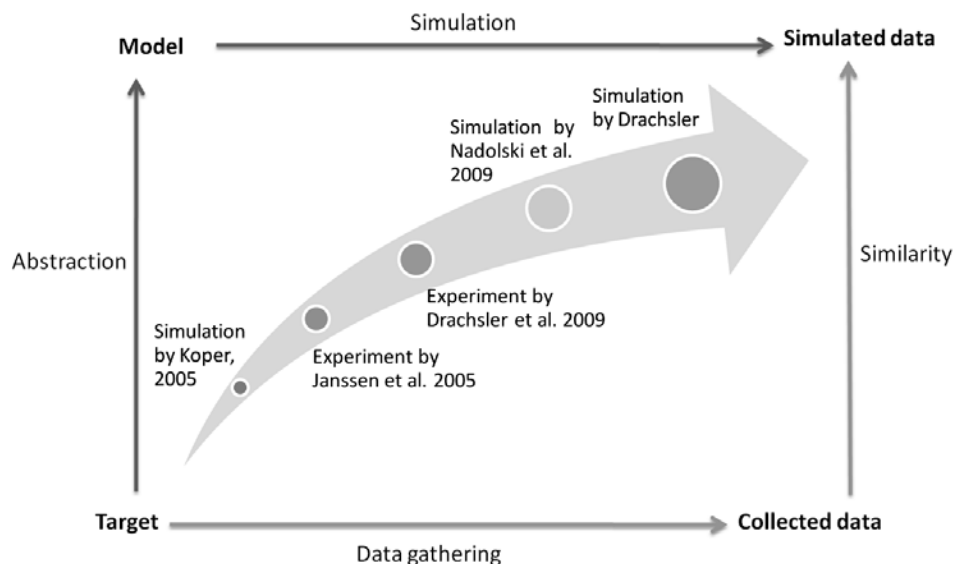 Simulation
Model
Simulated data
Simulation
by Drachsler
Simulation by
Nadolski et al.
2009
Abstraction
Similarity
Experiment by
Drachsler et al. 2009
Simulation
by Koper,
2005
Experiment by
Janssen et al. 2005
Target
Collected data
Data gathering